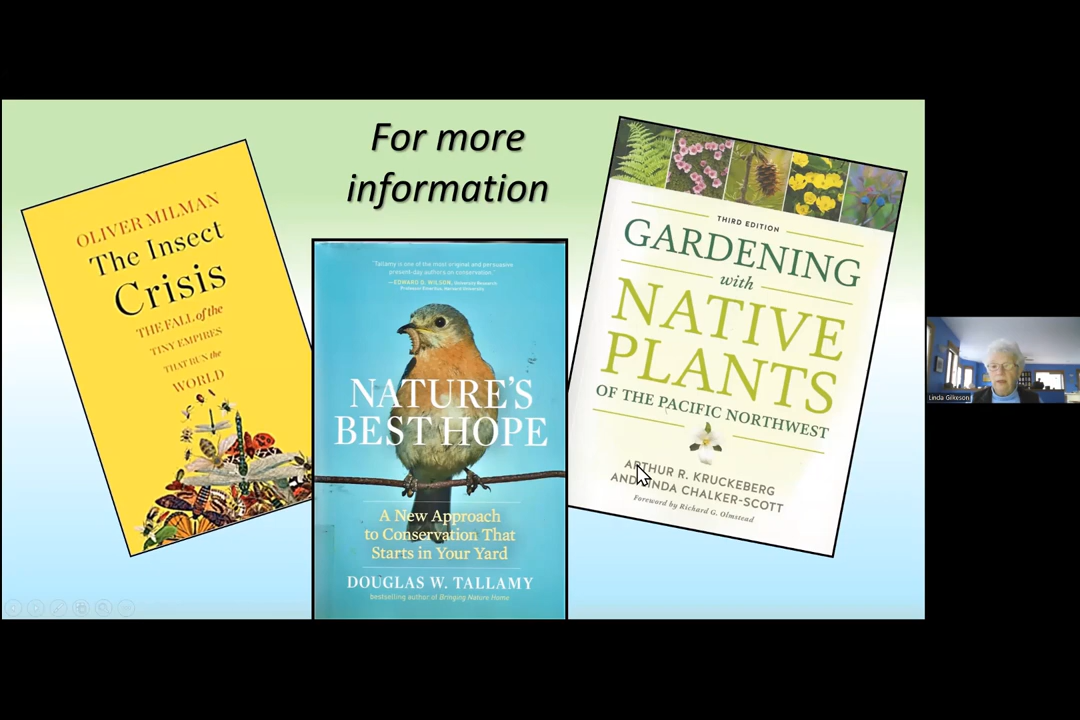 For more
information
OLIVER MILMAN
The Insect
Crisis
THE FALL of the
TINY EMPIRES
THAT RUN the
WORLD
"Tallamy is one of the most original and persuasive
present-day authors on conservation."
—EDWARD O. WILSON, University Research
Professor Emeritus, Harvard University
NATURE'S
BEST HOPE
A New Approach
to Conservation That
Starts in Your Yard
DOUGLAS W. TALLAMY
bestselling author of Bringing Nature Home
THIRD EDITION
GARDENING
with
NATIVE
PLANTS
OF THE PACIFIC NORTHWEST
ARTHUR R. KRUCKEBERG
AND LINDA CHALKER-SCOTT
Foreword by Richard G. Olmstead
Linda Gilkeson